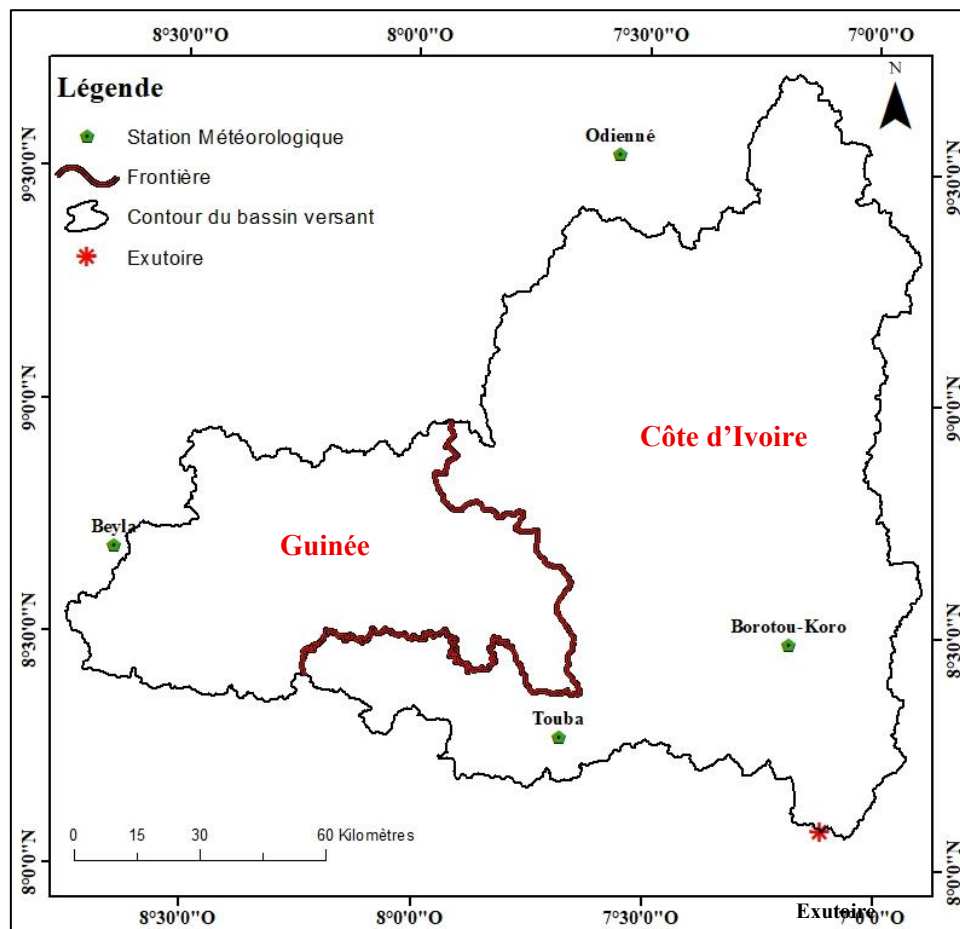 8°30'0"O 8°0'0"O 7°30'0"O 7°0'0"O
N
Légende
Station Météorologique
Frontière
Contour du bassin versant
Exutoire
Odienné
9°30'0"N
9°30'0"N
9°0'0"N
9°0'0"N
Côte d'Ivoire
Beyla
Guinée
8°30'0"N
8°30'0"N
Borotou-Koro
Touba
0 15 30 60 Kilomètres
8°0'0"N
8°0'0"N
8°30'0"O 8°0'0"O 7°30'0"O 7°0'0"O
Exutoire